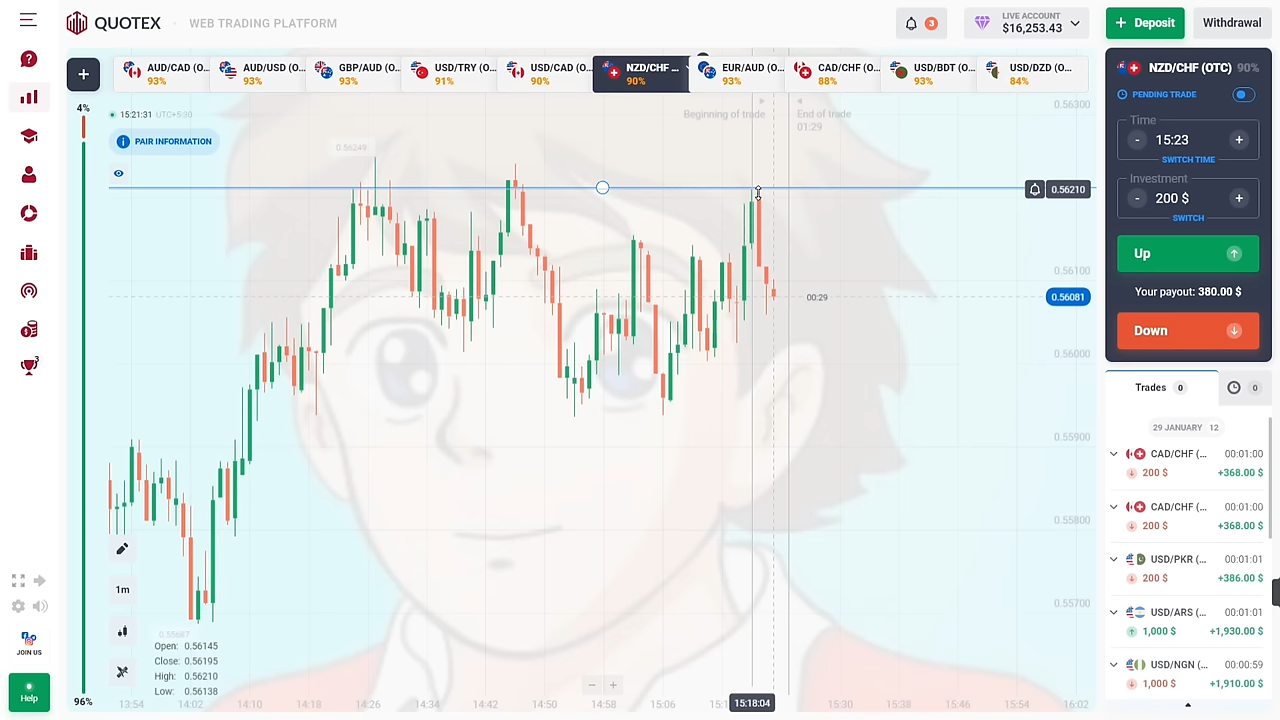 QUOTEX
WEB TRADING PLATFORM
3
LIVE ACCOUNT
$16,253.43
+ Deposit
Withdrawal
+
AUD/CAD (O...
93%
AUD/USD (O...
93%
GBP/AUD (O...
93%
USD/TRY (O...
91%
USD/CAD (O...
90%
NZD/CHF ...
90%
EUR/AUD (O...
93%
CAD/CHF (O...
88%
USD/BDT (O...
93%
USD/DZD (O...
84%
4%
15:21:31 UTC+5:30
PAIR INFORMATION
Beginning of trade
End of trade
01:29
0.56300
0.56249
0.56210
0.56100
0.56081
00:29
0.56000
0.55900
0.55800
0.55700
1m
0.55687
Open: 0.56145
Close: 0.56195
High: 0.56210
Low: 0.56138
96%
13:54
14:02
14:10
14:18
14:26
14:34
14:42
14:50
14:58
15:06
15:18:04
15:30
15:38
15:46
15:54
16:02
3
JOIN US
Help
NZD/CHF (OTC) 90%
PENDING TRADE
Time
- 15:23 +
SWITCH TIME
Investment
- 200 $ +
SWITCH
Up
Your payout: 380.00 $
Down
Trades 0
0
29 JANUARY 12
CAD/CHF (... 00:01:00
200 $ +368.00 $
CAD/CHF (... 00:01:00
200 $ +368.00 $
USD/PKR (... 00:01:01
200 $ +386.00 $
USD/ARS (... 00:01:01
1,000 $ +1,930.00 $
USD/NGN (... 00:00:59
1,000 $ +1,910.00 $